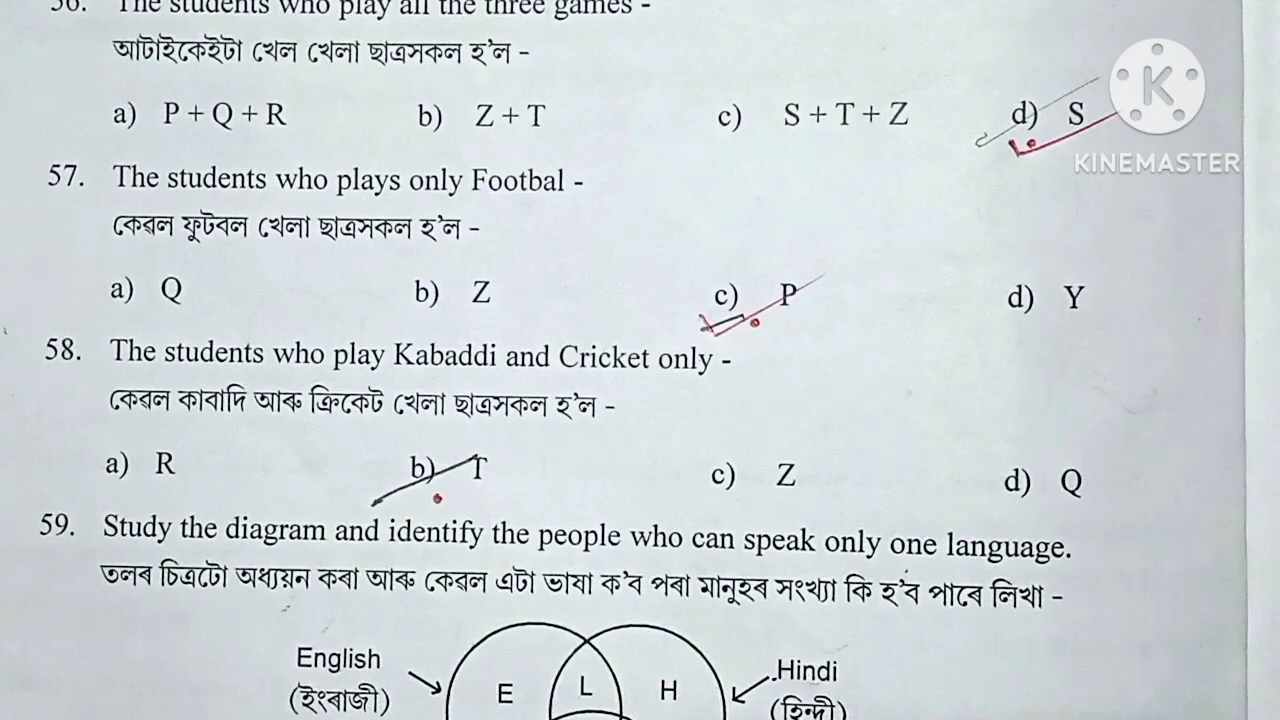 56. The students who play all the three games -
আটাইকেইটা খেল খেলা ছাত্ৰসকল হ'ল -
a) P + Q + R b) Z + T c) S + T + Z d) S
KINEMASTER
57. The students who plays only Footbal -
কেৱল ফুটবল খেলা ছাত্ৰসকল হ'ল -
a) Q b) Z c) P d) Y
58. The students who play Kabaddi and Cricket only -
কেৱল কাবাদি আৰু ক্ৰিকেট খেলা ছাত্ৰসকল হ'ল -
a) R b) T c) Z d) Q
59. Study the diagram and identify the people who can speak only one language.
তলৰ চিত্ৰটো অধ্যয়ন কৰা আৰু কেৱল এটা ভাষা ক'ব পৰা মানুহৰ সংখ্যা কি হ'ব পাৰে লিখা -
English E L H .Hindi
(ইংৰাজী) (হিন্দী)